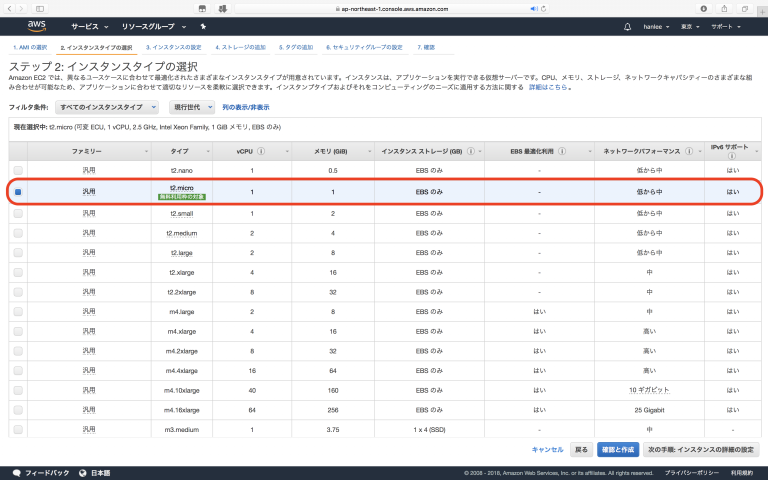 ap-northeast-1.console.aws.amazon.com
aws サービス リソースグループ hanlee 東京 サポート
1. AMI の選択 2. インスタンスタイプの選択 3. インスタンスの設定 4. ストレージの追加 5. タグの追加 6. セキュリティグループの設定 7. 確認
ステップ 2: インスタンスタイプの選択
Amazon EC2 では、異なるユースケースに合わせて最適化されたさまざまなインスタンスタイプが用意されています。インスタンスは、アプリケーションを実行できる仮想サーバーです。CPU、メモリ、ストレージ、ネットワークキャパシティーのさまざまな組
み合わせが可能なため、アプリケーションに合わせて適切なリソースを柔軟に選択できます。インスタンプタイプおよびそれをコンピューティングのニーズに適用する方法に関する 詳細はこちら。
フィルタ条件: すべてのインスタンスタイプ 現行世代 列の表示/非表示
現在選択中: t2.micro (可変 ECU, 1 vCPU, 2.5 GHz, Intel Xeon Family, 1 GiB メモリ, EBS のみ)
ファミリー タイプ vCPU メモリ (GiB) インスタンス ストレージ (GB) EBS 最適化利用 ネットワークパフォーマンス IPv6 サポート
汎用 t2.nano 1 0.5 EBS のみ - 低から中 はい
汎用 t2.micro 1 1 EBS のみ - 低から中 はい
無料利用枠の対象
汎用 t2.small 1 2 EBS のみ - 低から中 はい
汎用 t2.medium 2 4 EBS のみ - 低から中 はい
汎用 t2.large 2 8 EBS のみ - 低から中 はい
汎用 t2.xlarge 4 16 EBS のみ - 中 はい
汎用 t2.2xlarge 8 32 EBS のみ - 中 はい
汎用 m4.large 2 8 EBS のみ はい 中 はい
汎用 m4.xlarge 4 16 EBS のみ はい 高い はい
汎用 m4.2xlarge 8 32 EBS のみ はい 高い はい
汎用 m4.4xlarge 16 64 EBS のみ はい 高い はい
汎用 m4.10xlarge 40 160 EBS のみ はい 10 ギガビット はい
汎用 m4.16xlarge 64 256 EBS のみ はい 25 Gigabit はい
汎用 m3.medium 1 3.75 1 x 4 (SSD) - 中 -
キャンセル 戻る 確認と作成 次の手順: インスタンスの詳細の設定
フィードバック 日本語 © 2008 - 2018, Amazon Web Services, Inc. or its affiliates. All rights reserved. プライバシーポリシー 利用規約